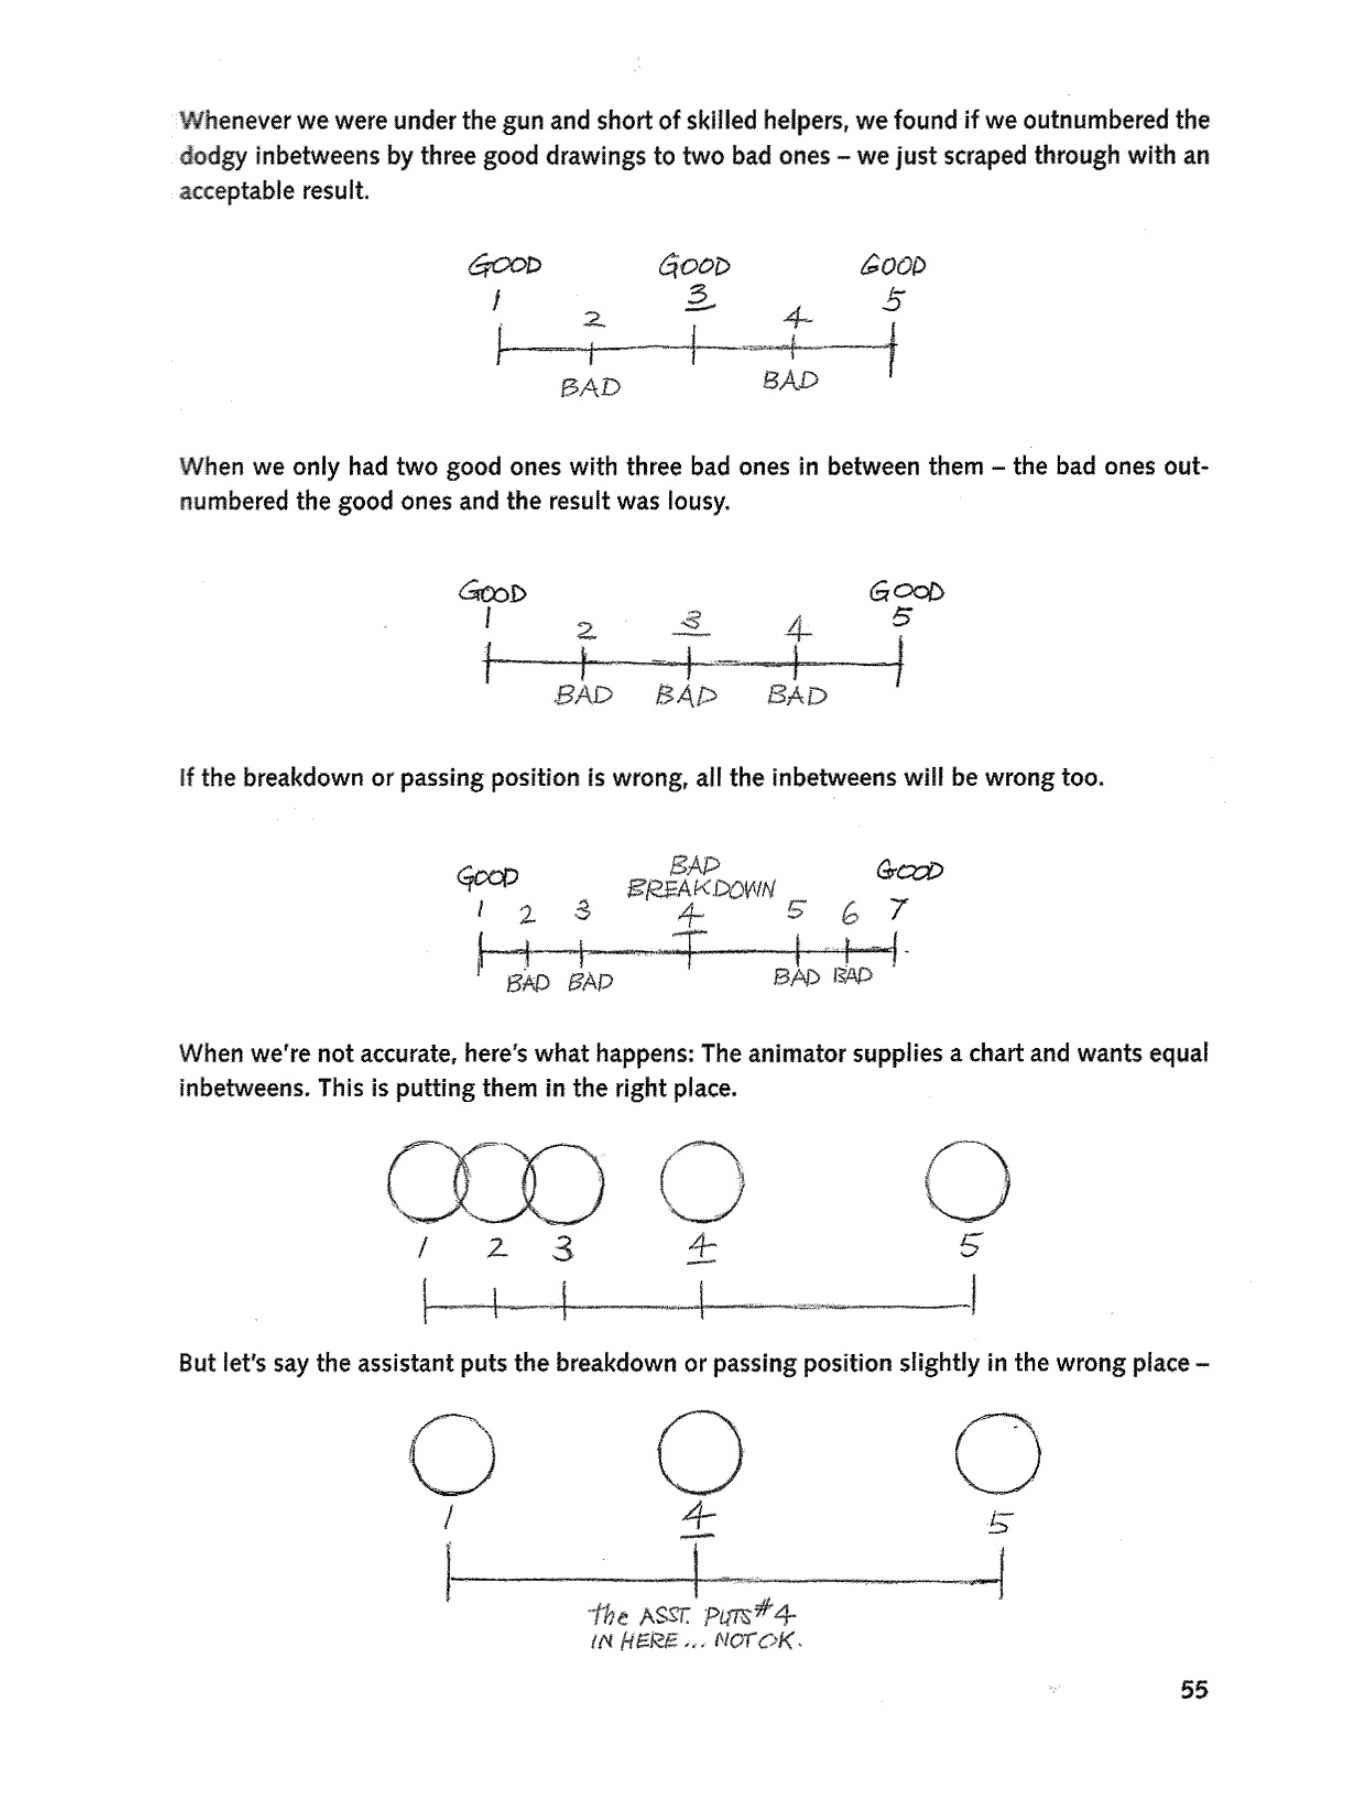 Whenever we were under the gun and short of skilled helpers, we found if we outnumbered the
dodgy inbetweens by three good drawings to two bad ones – we just scraped through with an
acceptable result.
GOOD GOOD GOOD
1 2 3 4 5
BAD BAD
When we only had two good ones with three bad ones in between them – the bad ones out-
numbered the good ones and the result was lousy.
GOOD GOOD
1 2 3 4 5
BAD BAD BAD
If the breakdown or passing position is wrong, all the inbetweens will be wrong too.
GOOD BAD GOOD
BREAKDOWN
1 2 3 4 5 6 7
BAD BAD BAD BAD
When we're not accurate, here's what happens: The animator supplies a chart and wants equal
inbetweens. This is putting them in the right place.
1 2 3 4 5
But let's say the assistant puts the breakdown or passing position slightly in the wrong place –
1 4 5
The ASST. PUTS #4
IN HERE... NOT OK.
55